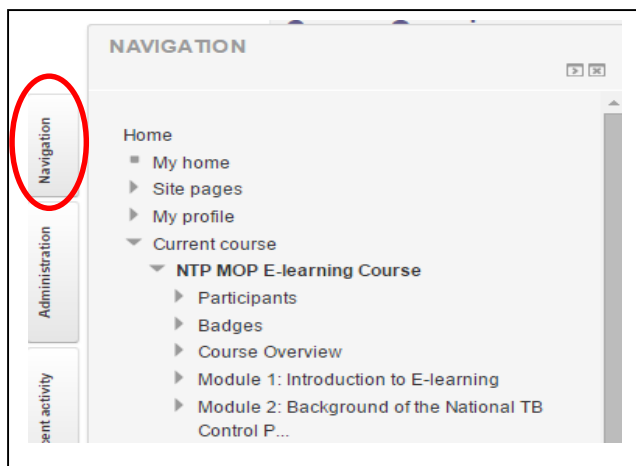 NAVIGATION
Navigation
Home
My home
Site pages
My profile
Current course
NTP MOP E-learning Course
Administration
Participants
Badges
Course Overview
Module 1: Introduction to E-learning
Module 2: Background of the National TB
Control P...
cent activity